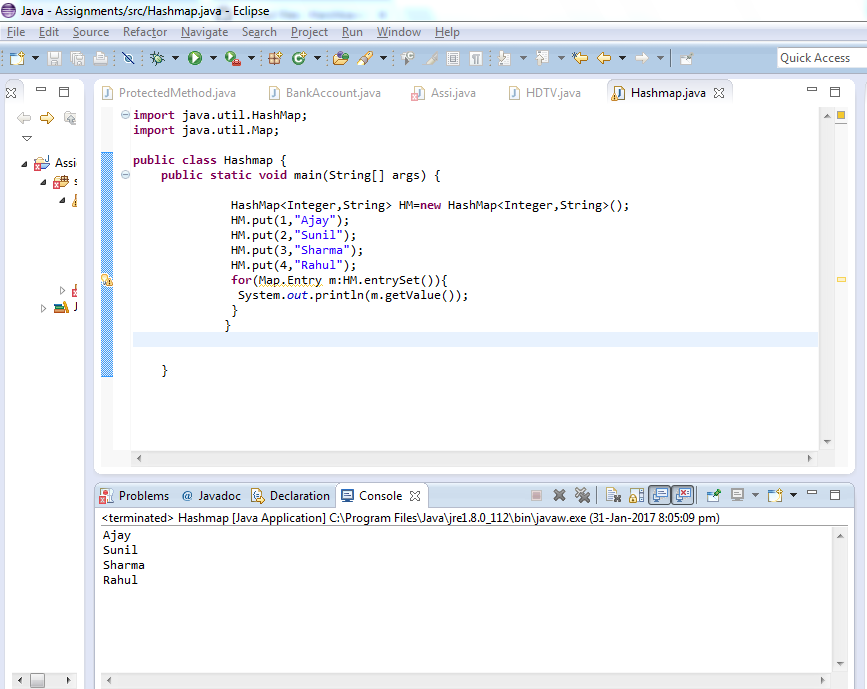 Java - Assignments/src/Hashmap.java - Eclipse
File Edit Source Refactor Navigate Search Project Run Window Help
Quick Access
ProtectedMethod.java BankAccount.java Assi.java HDTV.java Hashmap.java
Assi
import java.util.HashMap;
import java.util.Map;
public class Hashmap {
public static void main(String[] args) {
HashMap<Integer,String> HM=new HashMap<Integer,String>();
HM.put(1,"Ajay");
HM.put(2,"Sunil");
HM.put(3,"Sharma");
HM.put(4,"Rahul");
for(Map.Entry m:HM.entrySet()){
System.out.println(m.getValue());
}
}
}
Problems @ Javadoc Declaration Console
<terminated> Hashmap [Java Application] C:\Program Files\Java\jre1.8.0_112\bin\javaw.exe (31-Jan-2017 8:05:09 pm)
Ajay
Sunil
Sharma
Rahul